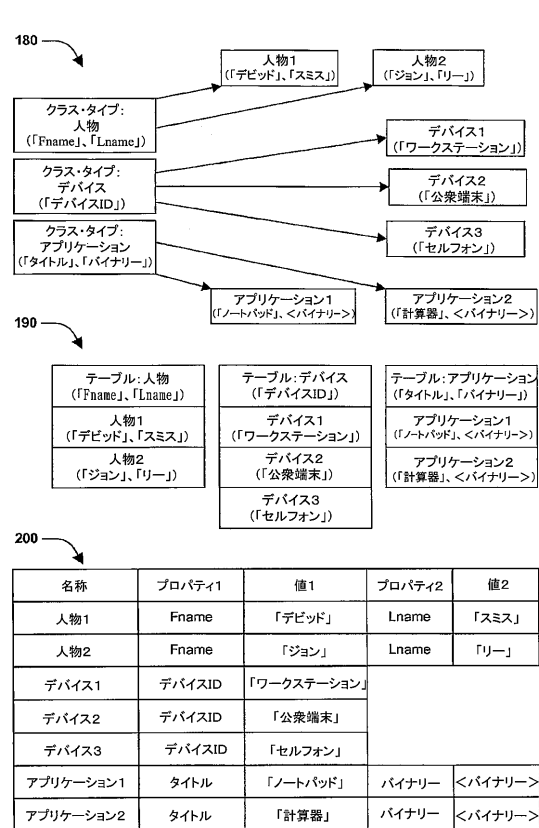 180
人物1
(「デビッド」、「スミス」)
人物2
(「ジョン」、「リー」)
クラス・タイプ:
人物
(「Fname」、「Lname」)
デバイス1
(「ワークステーション」)
クラス・タイプ:
デバイス
(「デバイスID」)
デバイス2
(「公衆端末」)
クラス・タイプ:
アプリケーション
(「タイトル」、「バイナリー」)
デバイス3
(「セルフォン」)
アプリケーション1
(「ノートパッド」、<バイナリー>)
アプリケーション2
(「計算器」、<バイナリー>)
190
テーブル:人物
(「Fname」、「Lname」)
人物1
(「デビッド」、「スミス」)
人物2
(「ジョン」、「リー」)
テーブル:デバイス
(「デバイスID」)
デバイス1
(「ワークステーション」)
デバイス2
(「公衆端末」)
デバイス3
(「セルフォン」)
テーブル:アプリケーション
(「タイトル」、「バイナリー」)
アプリケーション1
(「ノートパッド」、<バイナリー>)
アプリケーション2
(「計算器」、<バイナリー>)
200
名称 プロパティ1 値1 プロパティ2 値2
人物1 Fname 「デビッド」 Lname 「スミス」
人物2 Fname 「ジョン」 Lname 「リー」
デバイス1 デバイスID 「ワークステーション」
デバイス2 デバイスID 「公衆端末」
デバイス3 デバイスID 「セルフォン」
アプリケーション1 タイトル 「ノートパッド」 バイナリー <バイナリー>
アプリケーション2 タイトル 「計算器」 バイナリー <バイナリー>